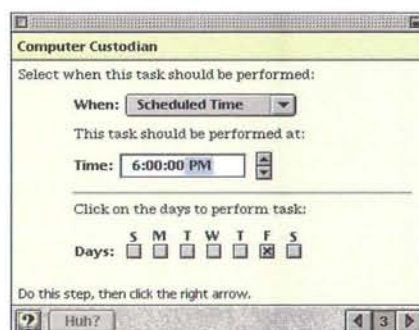 Computer Custodian
Select when this task should be performed:
When: Scheduled Time
This task should be performed at:
Time: 6:00:00 PM
Click on the days to perform task:
S M T W T F S
Days:
Do this step, then click the right arrow.
? Huh? 3